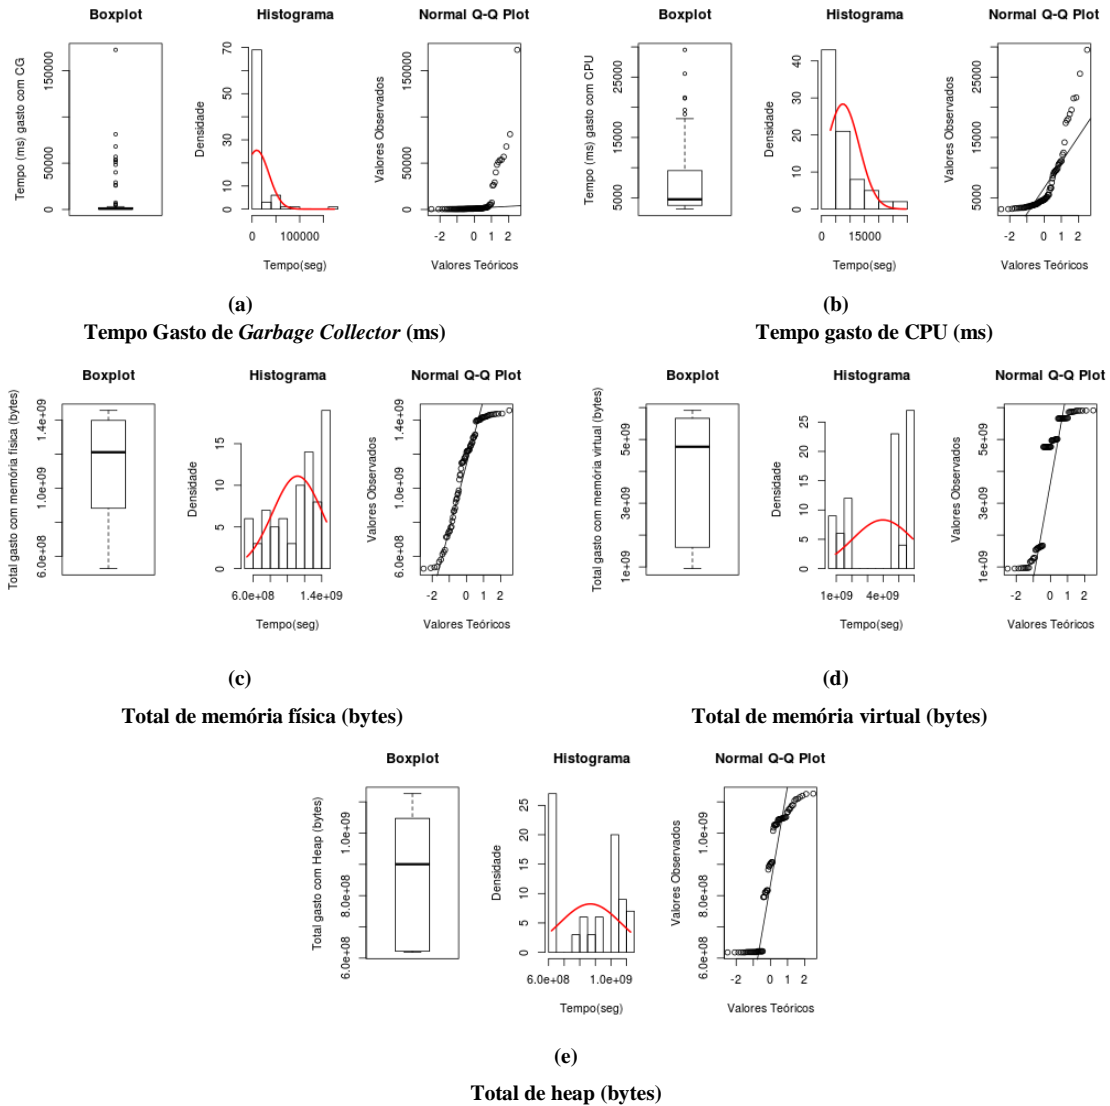 Boxplot
Histograma
Normal Q-Q Plot
Tempo (ms) gasto com CG
0
50000
150000
Densidade
0
10
30
50
70
0
100000
Tempo(seg)
Valores Observados
0
50000
150000
-2
0
1
2
Valores Teóricos
Boxplot
Histograma
Normal Q-Q Plot
Tempo (ms) gasto com CPU
5000
15000
25000
Densidade
0
10
20
30
40
0
15000
Tempo(seg)
Valores Observados
5000
15000
25000
-2
0
1
2
Valores Teóricos
(a)
Tempo Gasto de Garbage Collector (ms)
(b)
Tempo gasto de CPU (ms)
Boxplot
Histograma
Normal Q-Q Plot
Total gasto com memória física (bytes)
6.0e+08
1.0e+09
1.4e+09
Densidade
0
5
10
15
6.0e+08
1.4e+09
Tempo(seg)
Valores Observados
6.0e+08
1.0e+09
1.4e+09
-2
0
1
2
Valores Teóricos
Boxplot
Histograma
Normal Q-Q Plot
Total gasto com memória virtual (bytes)
1e+09
3e+09
5e+09
Densidade
0
5
10
15
20
25
1e+09
4e+09
Tempo(seg)
Valores Observados
1e+09
3e+09
5e+09
-2
0
1
2
Valores Teóricos
(c)
Total de memória física (bytes)
(d)
Total de memória virtual (bytes)
Boxplot
Histograma
Normal Q-Q Plot
Total gasto com Heap (bytes)
6.0e+08
8.0e+08
1.0e+09
Densidade
0
5
10
15
20
25
6.0e+08
1.0e+09
Tempo(seg)
Valores Observados
6.0e+08
8.0e+08
1.0e+09
-2
0
1
2
Valores Teóricos
(e)
Total de heap (bytes)